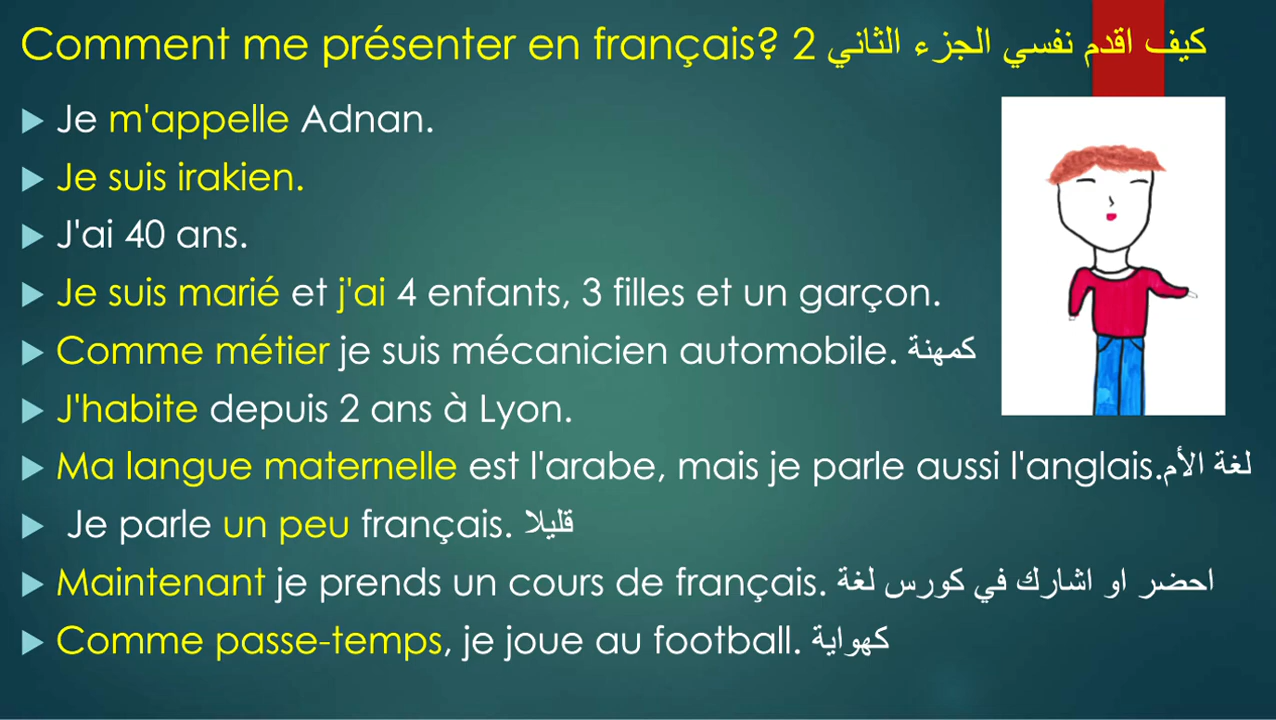 Comment me présenter en français? 2 كيف اقدم نفسي الجزء الثاني
Je m'appelle Adnan.
Je suis irakien.
J'ai 40 ans.
Je suis marié et j'ai 4 enfants, 3 filles et un garçon.
Comme métier je suis mécanicien automobile. كمهنة
J'habite depuis 2 ans à Lyon.
Ma langue maternelle est l'arabe, mais je parle aussi l'anglais.لغة الأم
Je parle un peu français. قليلا
Maintenant je prends un cours de français. احضر او اشارك في كورس لغة
Comme passe-temps, je joue au football. كهواية